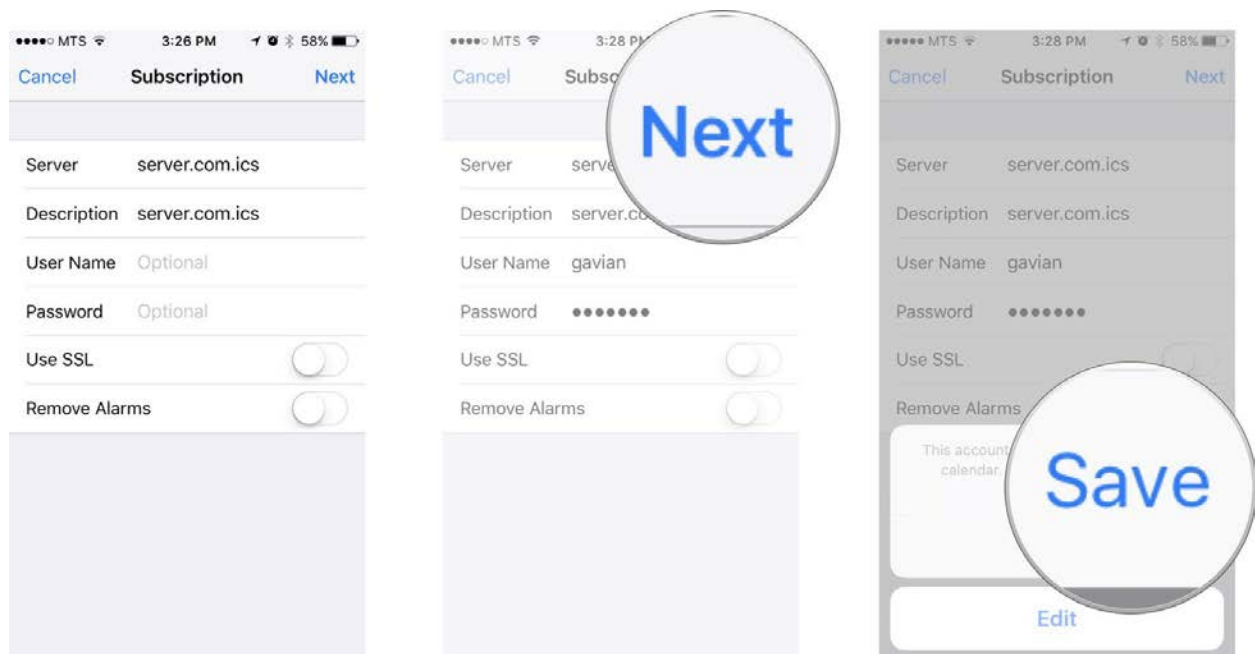 MTS 3:26 PM 58%
Cancel Subscription Next
Server server.com.ics
Description server.com.ics
User Name Optional
Password Optional
Use SSL
Remove Alarms
MTS 3:28
Cancel
Next
Server
Description
User Name gavian
Password •••••••
Use SSL
Remove Alarms
MTS 3:28 PM 58%
Cancel Subscription Next
Server server.com.ics
Description server.com.ics
User Name gavian
Password •••••••
Use SSL
Remove Alarms
This account
calendar
Save
Edit